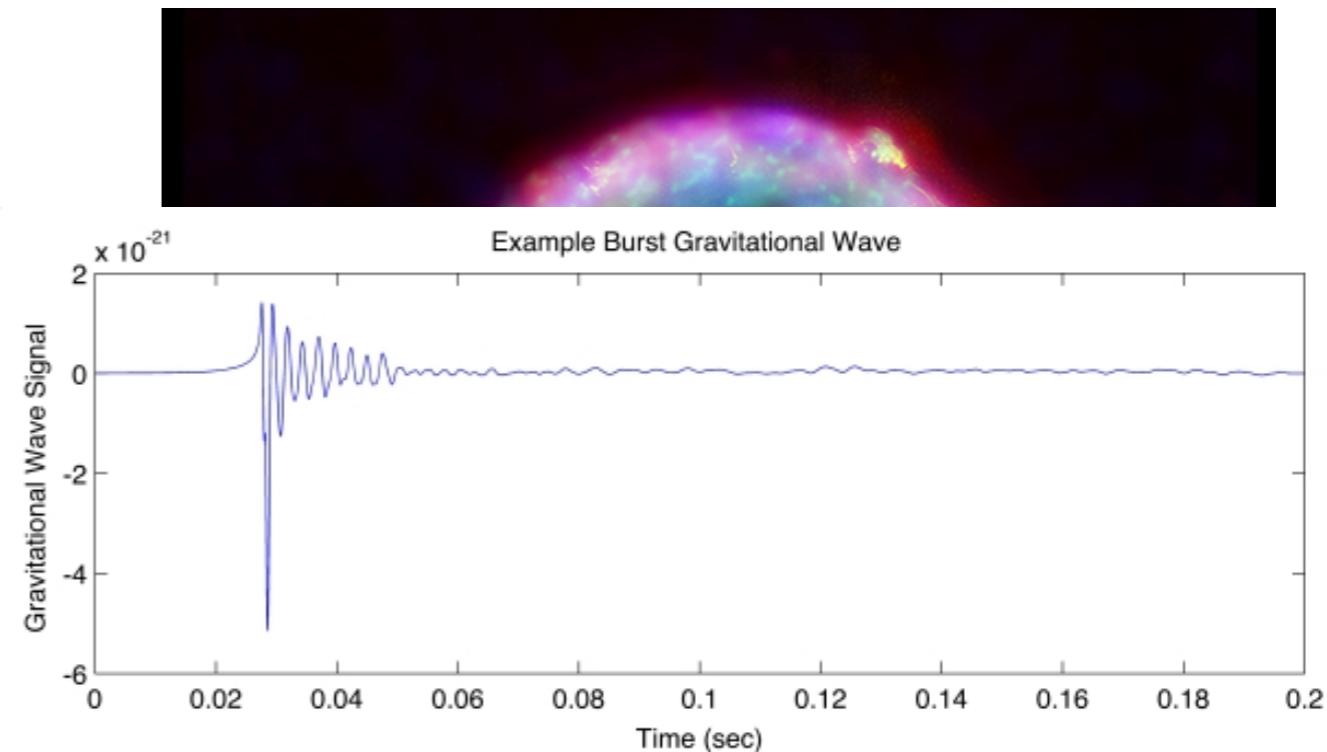 Example Burst Gravitational Wave
x 10^-21
Gravitational Wave Signal
2
0
-2
-4
-6
0 0.02 0.04 0.06 0.08 0.1 0.12 0.14 0.16 0.18 0.2
Time (sec)